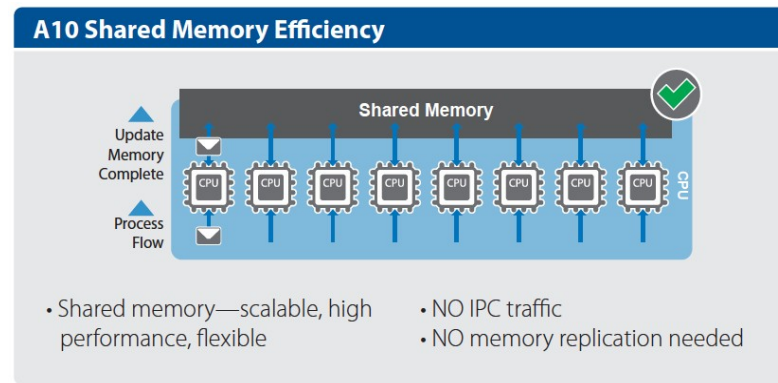 A10 Shared Memory Efficiency
Shared Memory
Update
Memory
Complete
CPU CPU CPU CPU CPU CPU CPU CPU
CPU
Process
Flow
• Shared memory—scalable, high
performance, flexible
• NO IPC traffic
• NO memory replication needed